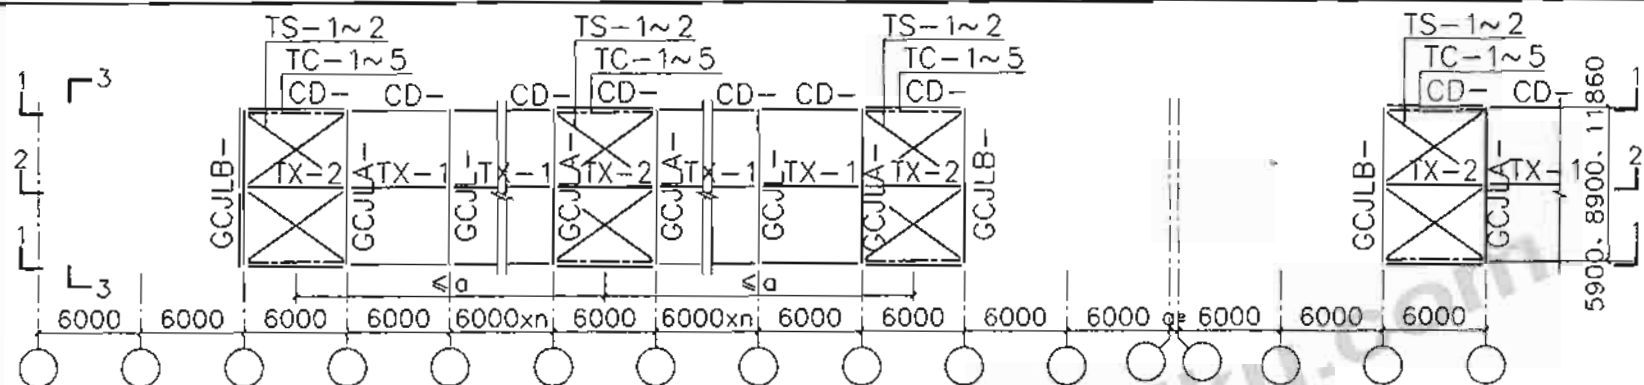 TS-1~2 TS-1~2 TS-1~2 TS-1~2
TC-1~5 TC-1~5 TC-1~5 TC-1~5
1 3 CD- CD- CD- CD- CD- CD- CD- CD- CD- 1
2 TX-2 TX-1 TX-1 TX-2 TX-1 TX-1 TX-2 TX-2 TX-1 2
GCJLB- GCJLA- GCJL- GCJLA- GCJLA- GCJL- GCJLA- GCJLB- GCJLB- GCJLA-
5900、8900、11860
1 3 1
≤a ≤a
6000 6000 6000 6000 6000xn 6000 6000xn 6000 6000 6000 6000 ae 6000 6000 6000